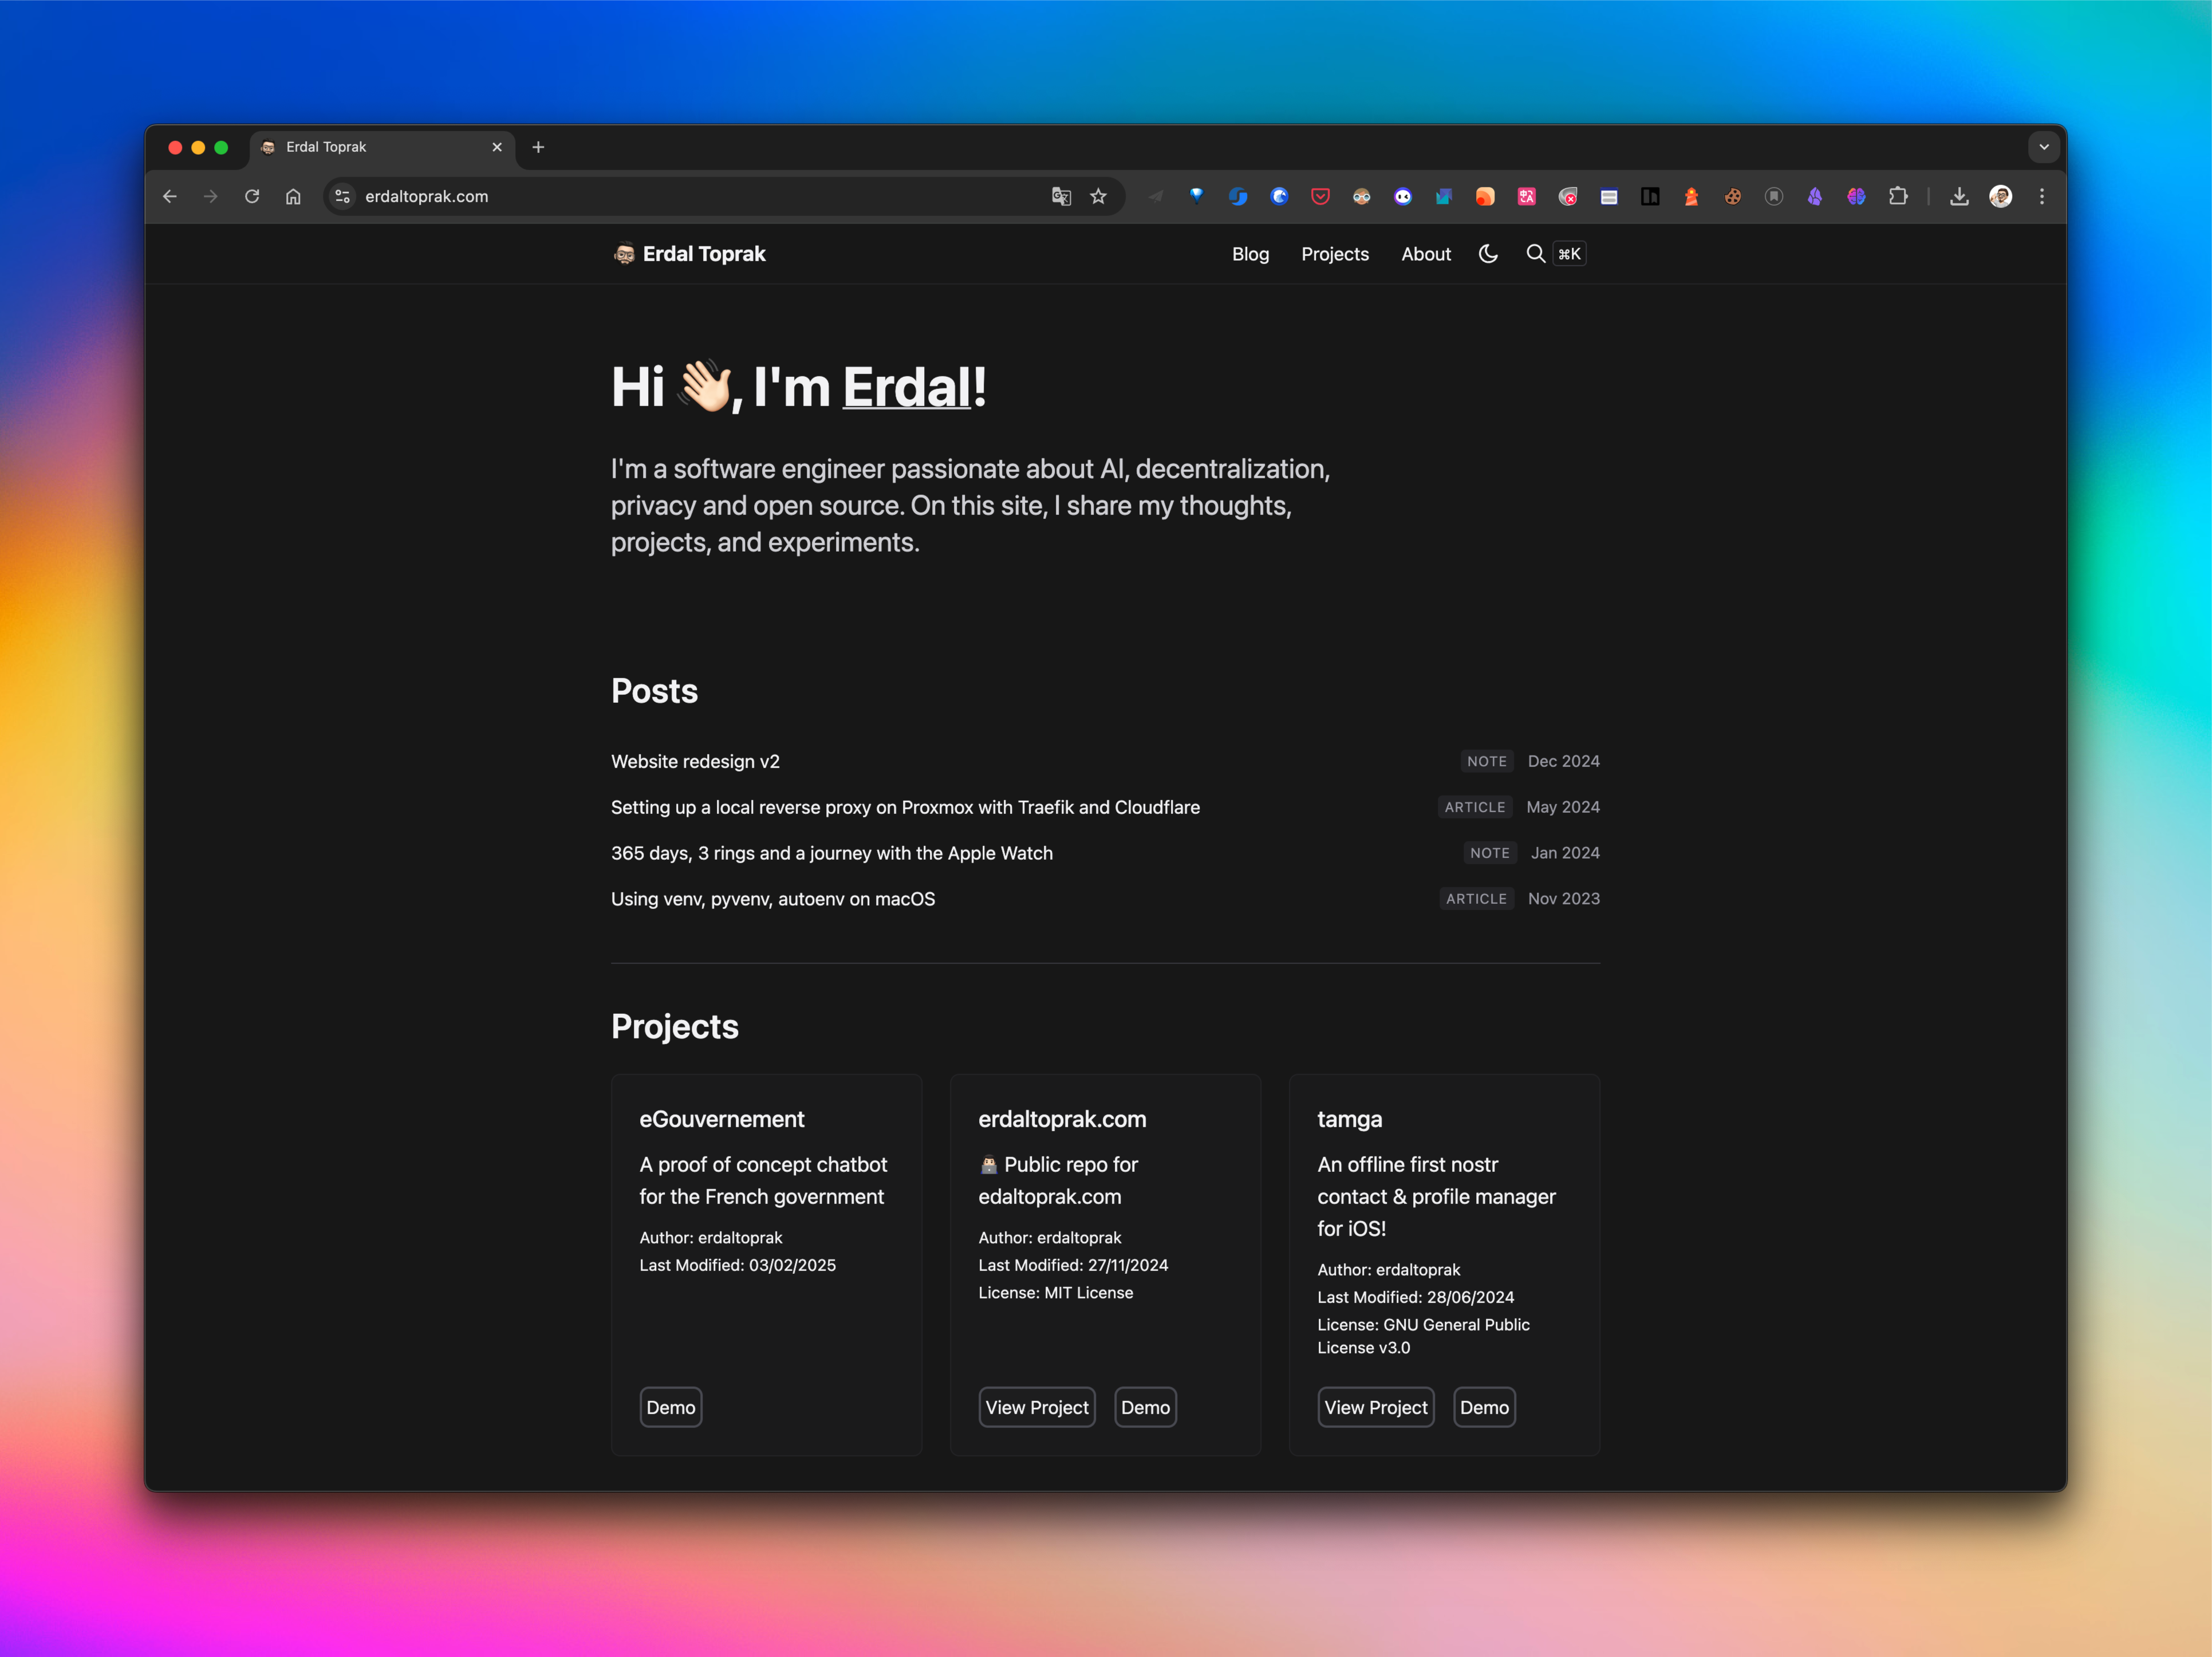 Erdal Toprak
erdaltoprak.com
Erdal Toprak
Blog Projects About ⌘K
Hi 👋🏻, I'm Erdal!
I'm a software engineer passionate about AI, decentralization,
privacy and open source. On this site, I share my thoughts,
projects, and experiments.
Posts
Website redesign v2 NOTE Dec 2024
Setting up a local reverse proxy on Proxmox with Traefik and Cloudflare ARTICLE May 2024
365 days, 3 rings and a journey with the Apple Watch NOTE Jan 2024
Using venv, pyvenv, autoenv on macOS ARTICLE Nov 2023
Projects
eGouvernement
A proof of concept chatbot
for the French government
Author: erdaltoprak
Last Modified: 03/02/2025
Demo
erdaltoprak.com
👨🏻‍💻 Public repo for
edaltoprak.com
Author: erdaltoprak
Last Modified: 27/11/2024
License: MIT License
View Project Demo
tamga
An offline first nostr
contact & profile manager
for iOS!
Author: erdaltoprak
Last Modified: 28/06/2024
License: GNU General Public
License v3.0
View Project Demo